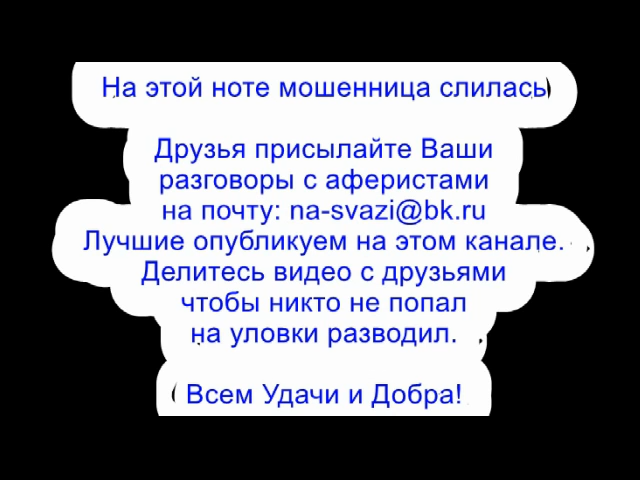 На этой ноте мошенница слилась
Друзья присылайте Ваши
разговоры с аферистами
на почту: na-svazi@bk.ru
Лучшие опубликуем на этом канале.
Делитесь видео с друзьями
чтобы никто не попал
на уловки разводил.
Всем Удачи и Добра!